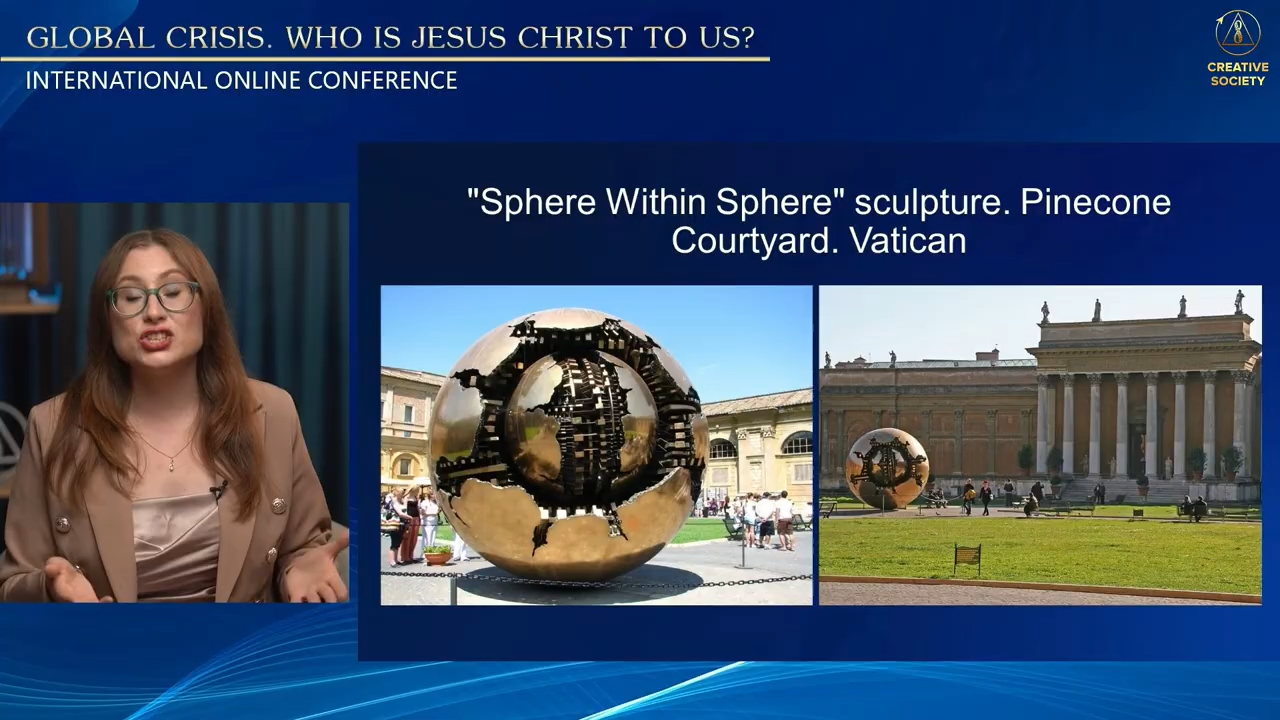 GLOBAL CRISIS. WHO IS JESUS CHRIST TO US?
INTERNATIONAL ONLINE CONFERENCE
CREATIVE
SOCIETY
"Sphere Within Sphere" sculpture. Pinecone
Courtyard. Vatican